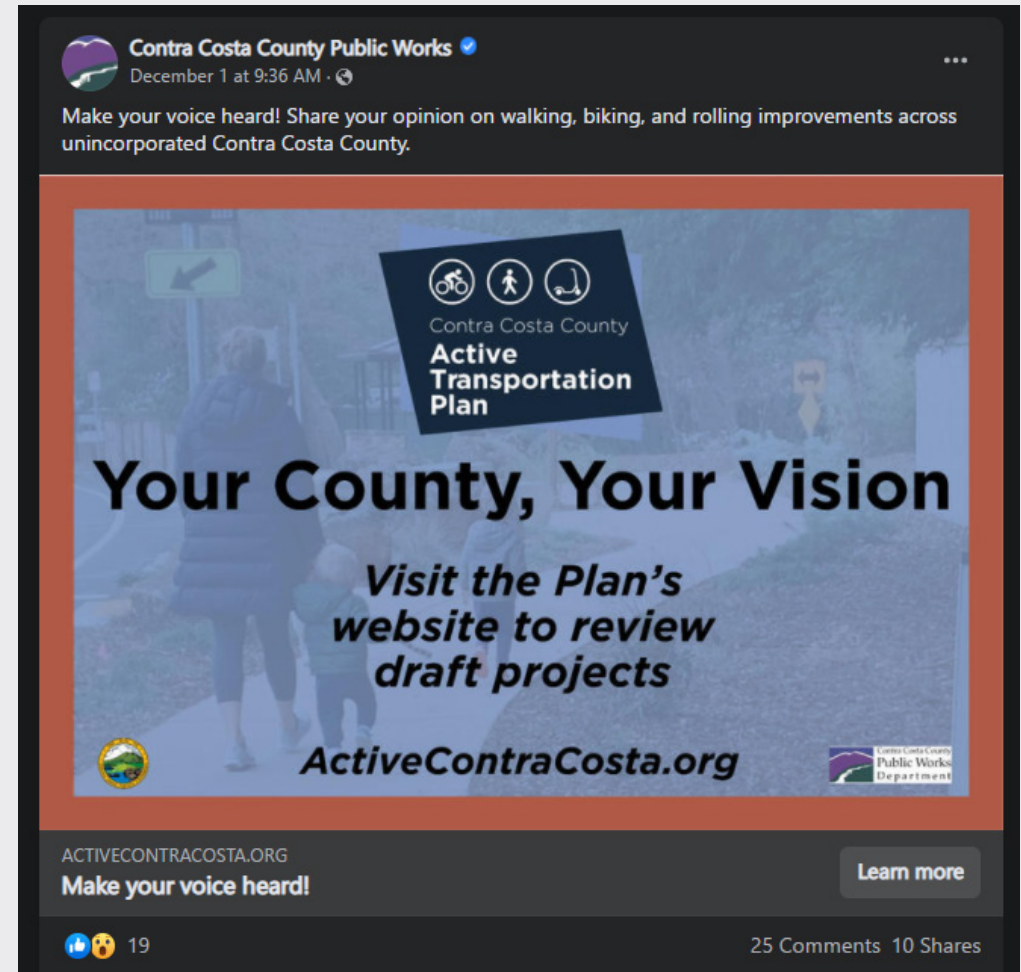 Contra Costa County Public Works
December 1 at 9:36 AM ·
Make your voice heard! Share your opinion on walking, biking, and rolling improvements across
unincorporated Contra Costa County.
Contra Costa County
Active
Transportation
Plan
Your County, Your Vision
Visit the Plan's
website to review
draft projects
ActiveContraCosta.org
Contra Costa County
Public Works
Department
ACTIVECONTRACOSTA.ORG
Make your voice heard!
Learn more
19
25 Comments 10 Shares